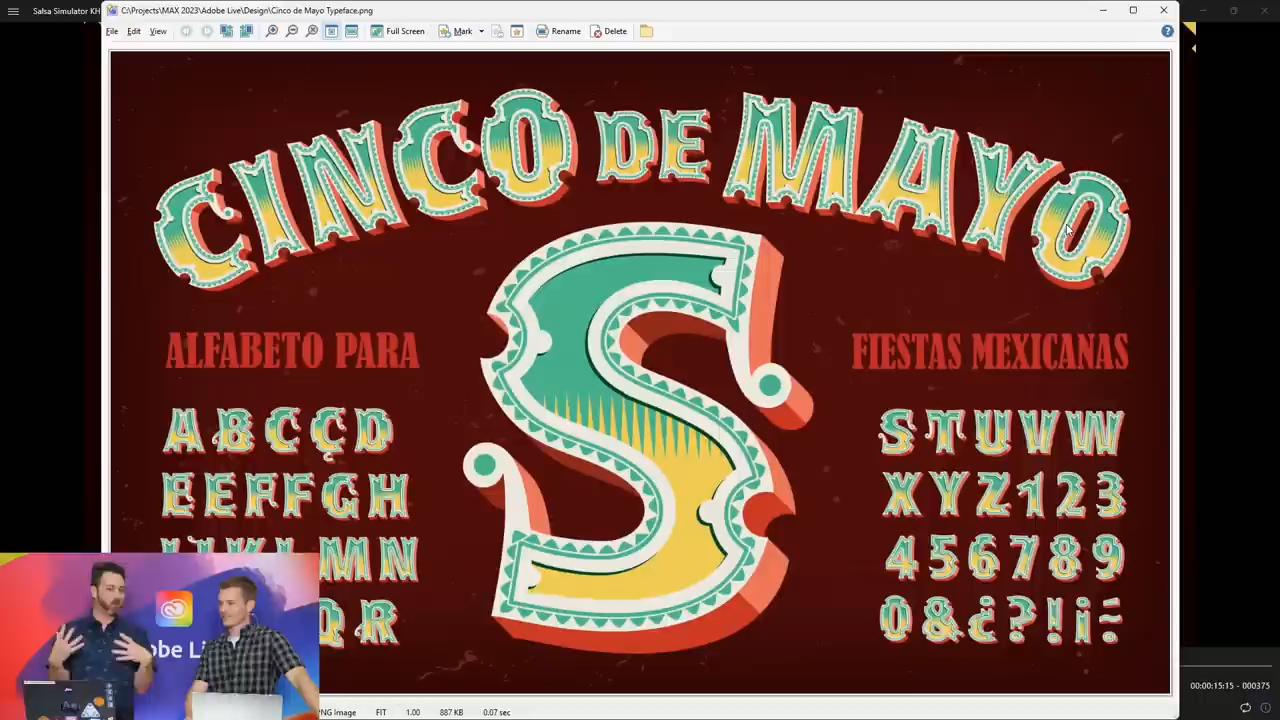 Salsa Simulator KH
C:\Projects\MAX 2023\Adobe Live\Design\Cinco de Mayo Typeface.png
File Edit View Full Screen Mark Rename Delete
CINCO DE MAYO
S
ALFABETO PARA
FIESTAS MEXICANAS
A B C Ç D
E E F F G H
M N
Q R
S T U V W
X Y Z 1 2 3
4 5 6 7 8 9
0 & ¿ ? ! ¡ =
obe Li
PNG Image FIT 1.00 887 KB 0.07 sec
00:00:15:15 - 000375